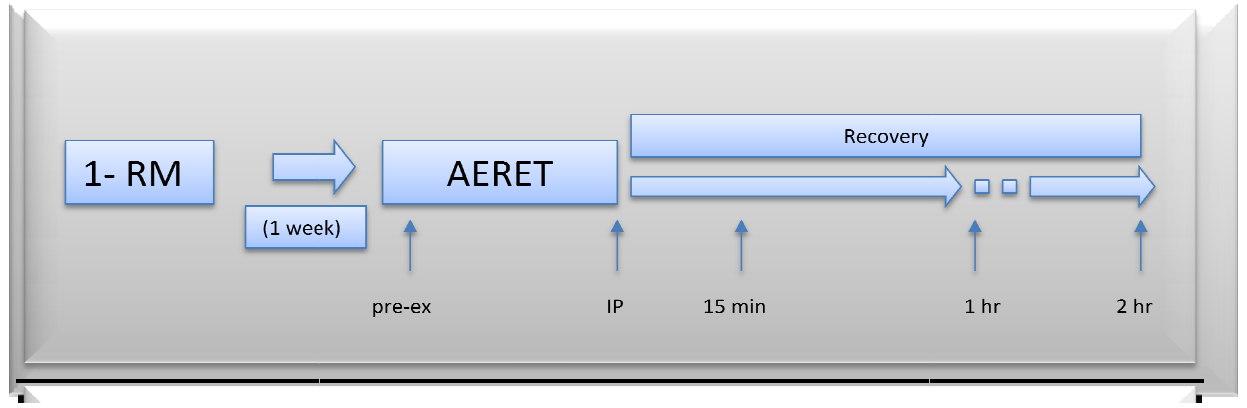 Recovery
1- RM
AERET
(1 week)
pre-ex
IP
15 min
1 hr
2 hr